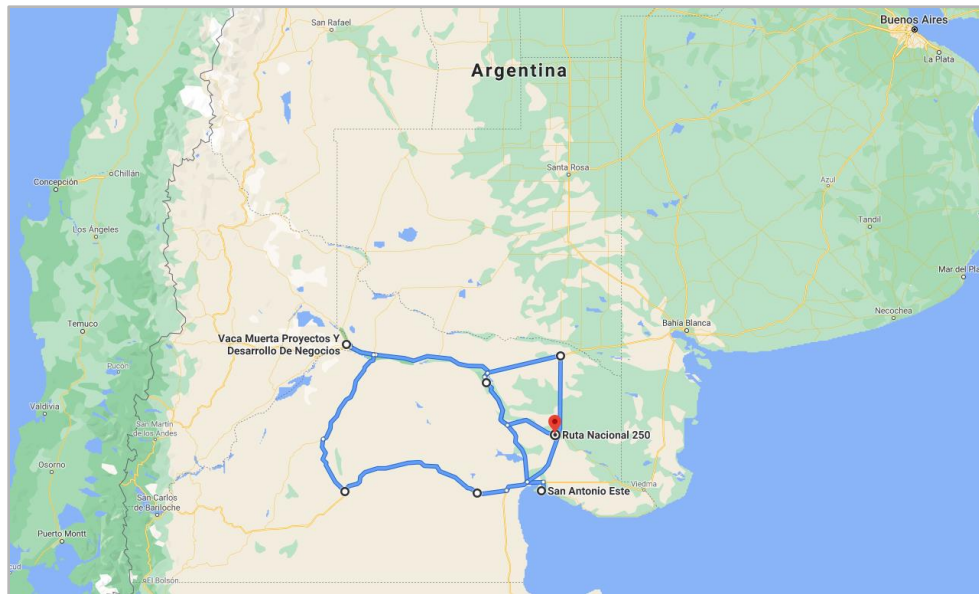 Buenos Aires
San Rafael
La Plata
Argentina
Santa Rosa
Chillán
Concepción
Azul
Los Ángeles
Tandil
Mar del Pla
Necochea
Bahía Blanca
Temuco
Vaca Muerta Proyectos Y
Desarrollo De Negocios
Pucón
Valdivia
San Martín
de los Andes
Ruta Nacional 250
Osorno
San Antonio Este
Viedma
San Carlos
de Bariloche
Puerto Montt
cud
El Bolsón